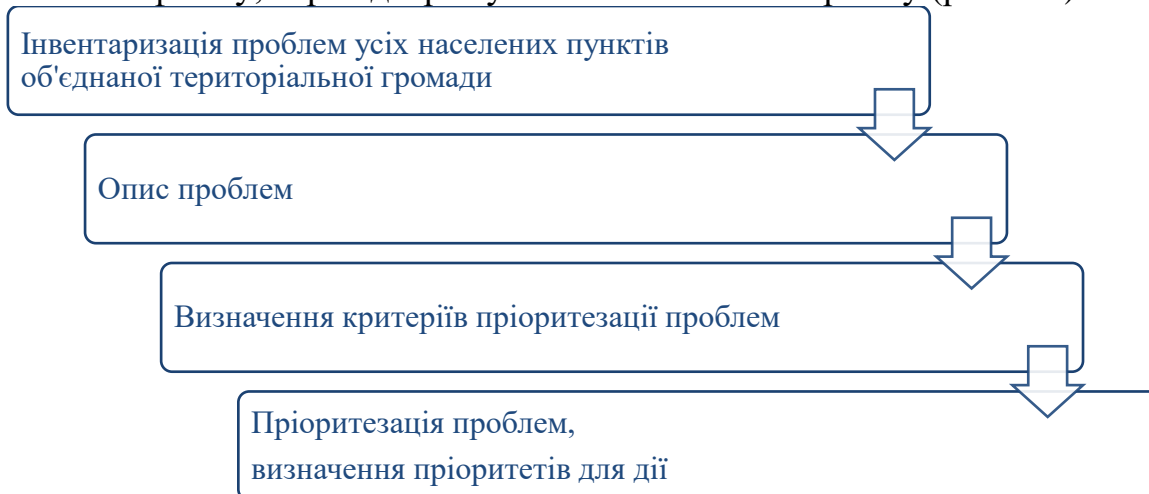 Інвентаризація проблем усіх населених пунктів
об'єднаної територіальної громади
Опис проблем
Визначення критеріїв пріоритезації проблем
Пріоритезація проблем,
визначення пріоритетів для дії